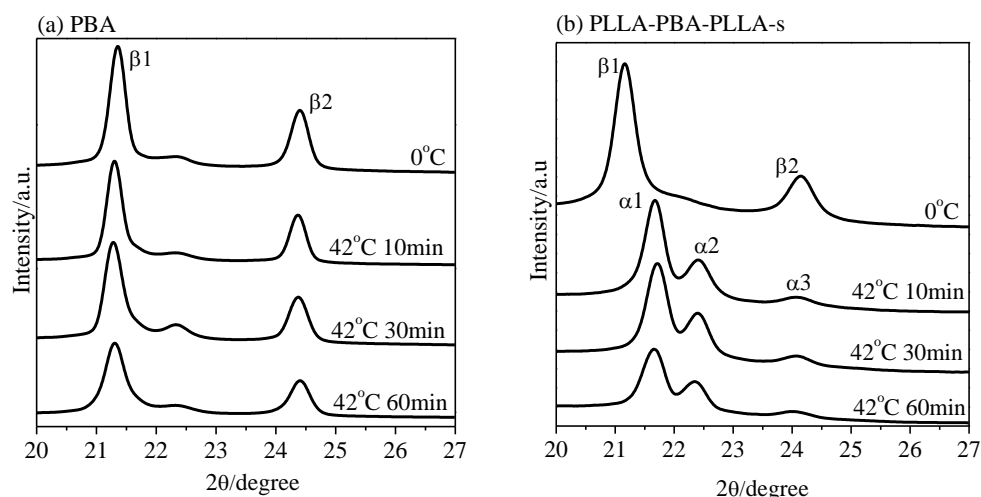 (a) PBA
β1
β2
0°C
42°C 10min
42°C 30min
42°C 60min
Intensity/a.u.
20 21 22 23 24 25 26 27
2θ/degree
(b) PLLA-PBA-PLLA-s
β1
β2
0°C
α1
α2
α3
42°C 10min
42°C 30min
42°C 60min
Intensity/a.u
20 21 22 23 24 25 26 27
2θ/degree